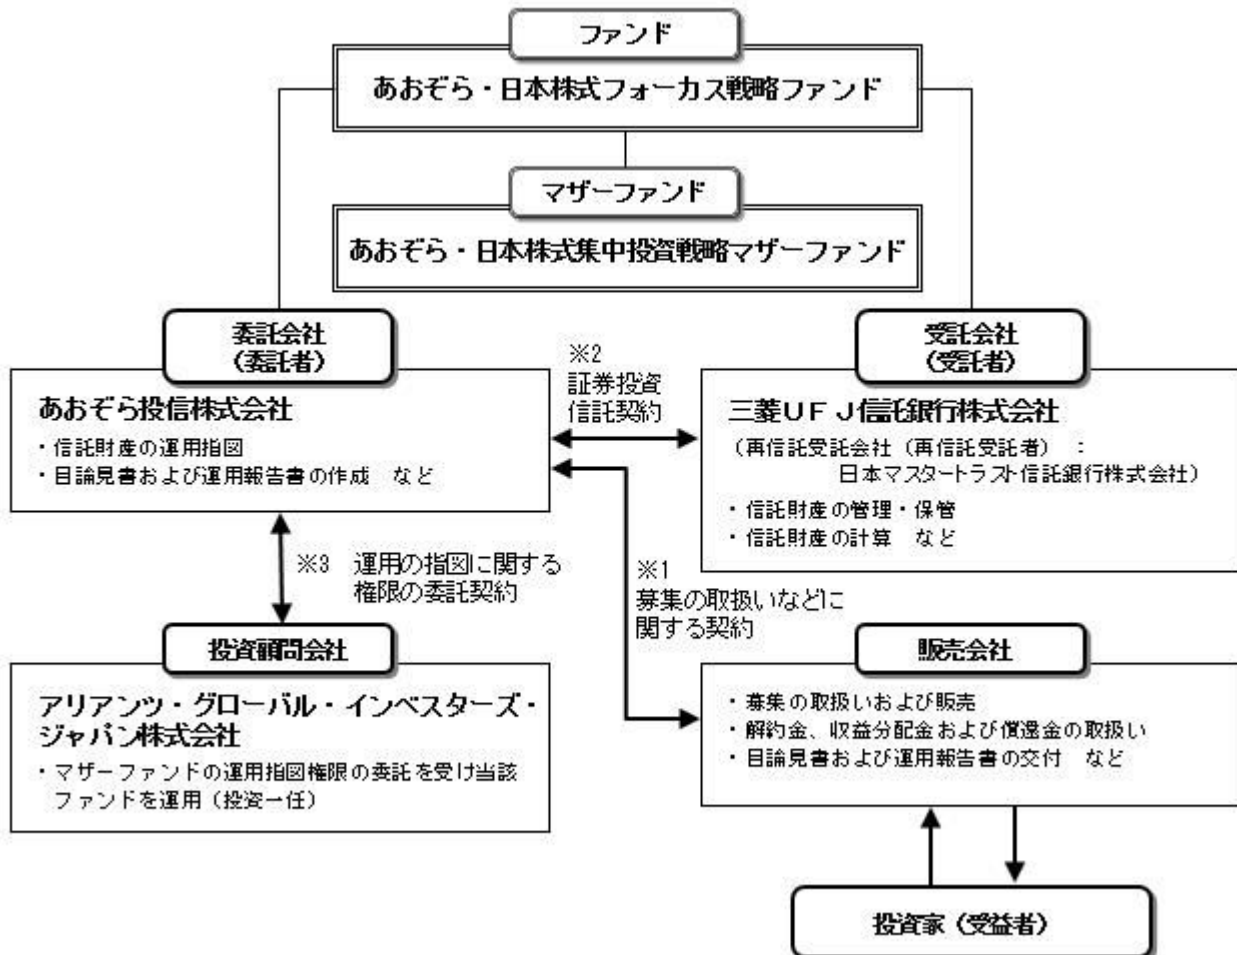 ファンド
あおぞら・日本株式フォーカス戦略ファンド
マザーファンド
あおぞら・日本株式集中投資戦略マザーファンド
委託会社
（委託者）
あおぞら投信株式会社
・信託財産の運用指図
・目論見書および運用報告書の作成　など
※2
証券投資
信託契約
受託会社
（受託者）
三菱ＵＦＪ信託銀行株式会社
（再信託受託会社（再信託受託者）：
日本マスタートラスト信託銀行株式会社）
・信託財産の管理・保管
・信託財産の計算　など
※3　運用の指図に関する
権限の委託契約
※1
募集の取扱いなどに
関する契約
投資顧問会社
アリアンツ・グローバル・インベスターズ・
ジャパン株式会社
・マザーファンドの運用指図権限の委託を受け当該
ファンドを運用（投資一任）
販売会社
・募集の取扱いおよび販売
・解約金、収益分配金および償還金の取扱い
・目論見書および運用報告書の交付　など
投資家（受益者）